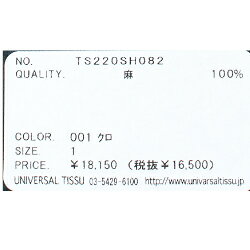 NO. TS220SH082
QUALITY. 麻 100%
COLOR. 001 クロ
SIZE. 1
PRICE. ￥18,150 (税抜￥16,500)
UNIVERSAL TISSU 03-5429-6100 http://www.univarsaltissu.j